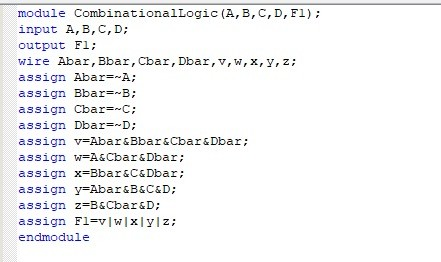 module CombinationalLogic(A,B,C,D,F1);
input A,B,C,D;
output F1;
wire Abar,Bbar,Cbar,Dbar,v,w,x,y,z;
assign Abar=~A;
assign Bbar=~B;
assign Cbar=~C;
assign Dbar=~D;
assign v=Abar&Bbar&Cbar&Dbar;
assign w=A&Cbar&Dbar;
assign x=Bbar&C&Dbar;
assign y=Abar&B&C&D;
assign z=B&Cbar&D;
assign F1=v|w|x|y|z;
endmodule